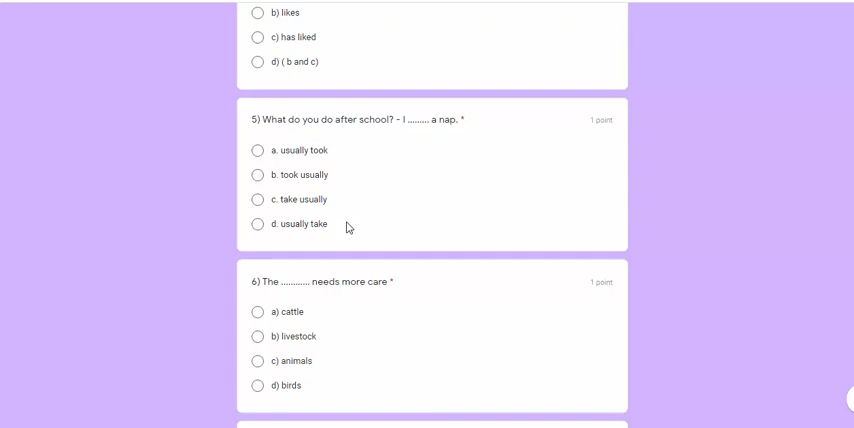 b) likes
c) has liked
d) ( b and c)
5) What do you do after school? - I ......... a nap. *
1 point
a. usually took
b. took usually
c. take usually
d. usually take
6) The ............ needs more care *
1 point
a) cattle
b) livestock
c) animals
d) birds